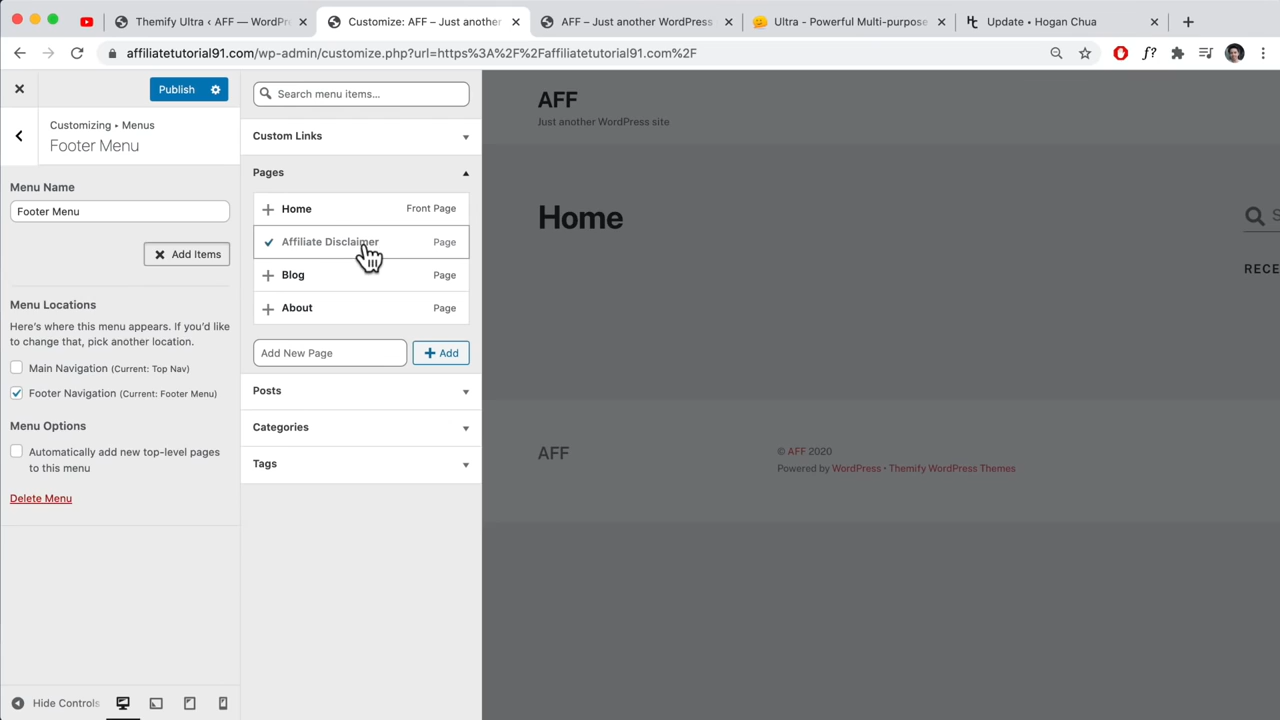 Themify Ultra ‹ AFF — WordPr
Customize: AFF – Just another
AFF – Just another WordPress
Ultra - Powerful Multi-purpose
Update • Hogan Chua
affiliatetutorial91.com/wp-admin/customize.php?url=https%3A%2F%2Faffiliatetutorial91.com%2F
f?
Publish
Customizing ▸ Menus
Footer Menu
Menu Name
Footer Menu
Add Items
Menu Locations
Here's where this menu appears. If you'd like
to change that, pick another location.
Main Navigation (Current: Top Nav)
Footer Navigation (Current: Footer Menu)
Menu Options
Automatically add new top-level pages
to this menu
Delete Menu
Hide Controls
Search menu items...
Custom Links
Pages
Home Front Page
Affiliate Disclaimer Page
Blog Page
About Page
Add New Page
Add
Posts
Categories
Tags
AFF
Just another WordPress site
Home
S
RECE
AFF
© AFF 2020
Powered by WordPress • Themify WordPress Themes